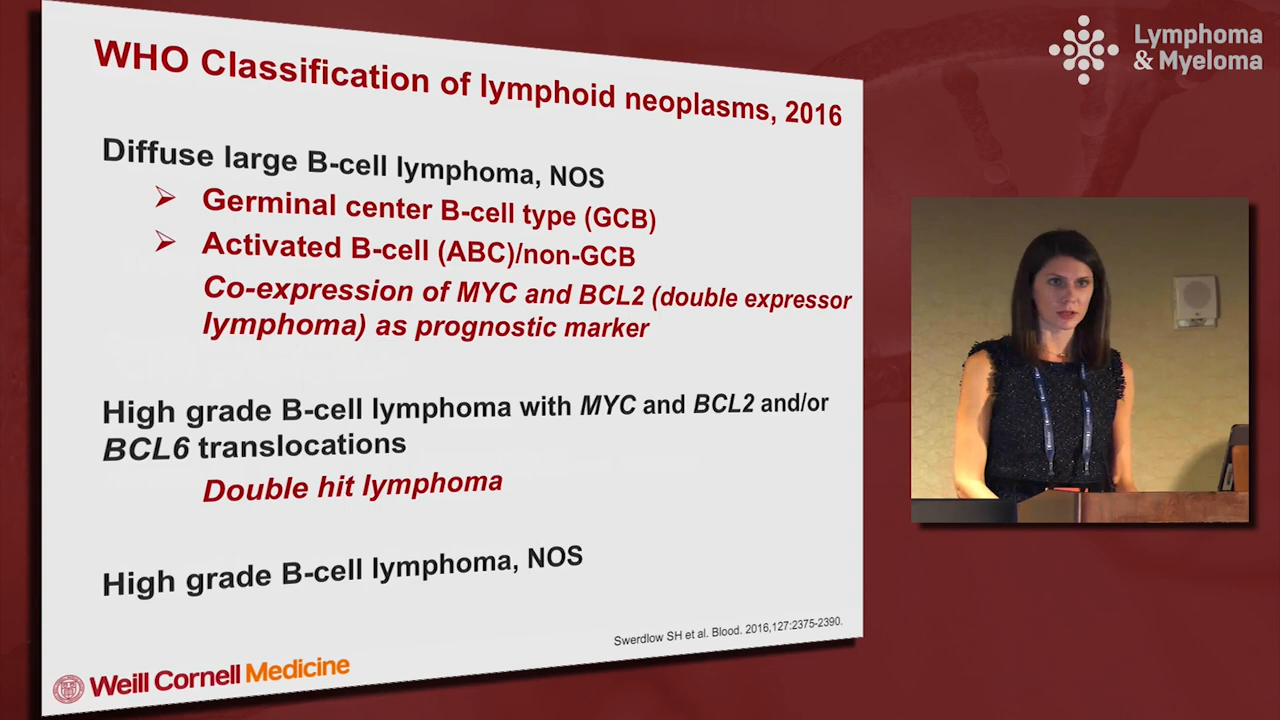 WHO Classification of lymphoid neoplasms, 2016
Diffuse large B-cell lymphoma, NOS
Germinal center B-cell type (GCB)
Activated B-cell (ABC)/non-GCB
Co-expression of MYC and BCL2 (double expressor
lymphoma) as prognostic marker
High grade B-cell lymphoma with MYC and BCL2 and/or
BCL6 translocations
Double hit lymphoma
High grade B-cell lymphoma, NOS
Swerdlow SH et al. Blood. 2016,127:2375-2390.
Weill Cornell Medicine
Lymphoma
& Myeloma